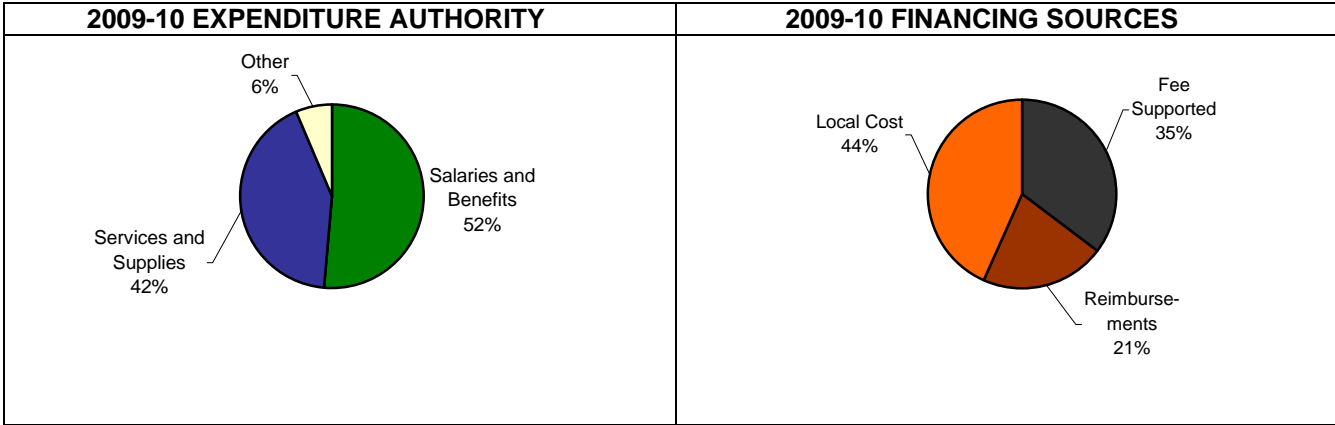 2009-10 EXPENDITURE AUTHORITY
Other
6%
Salaries and
Benefits
52%
Services and
Supplies
42%
2009-10 FINANCING SOURCES
Fee
Supported
35%
Local Cost
44%
Reimburse-
ments
21%